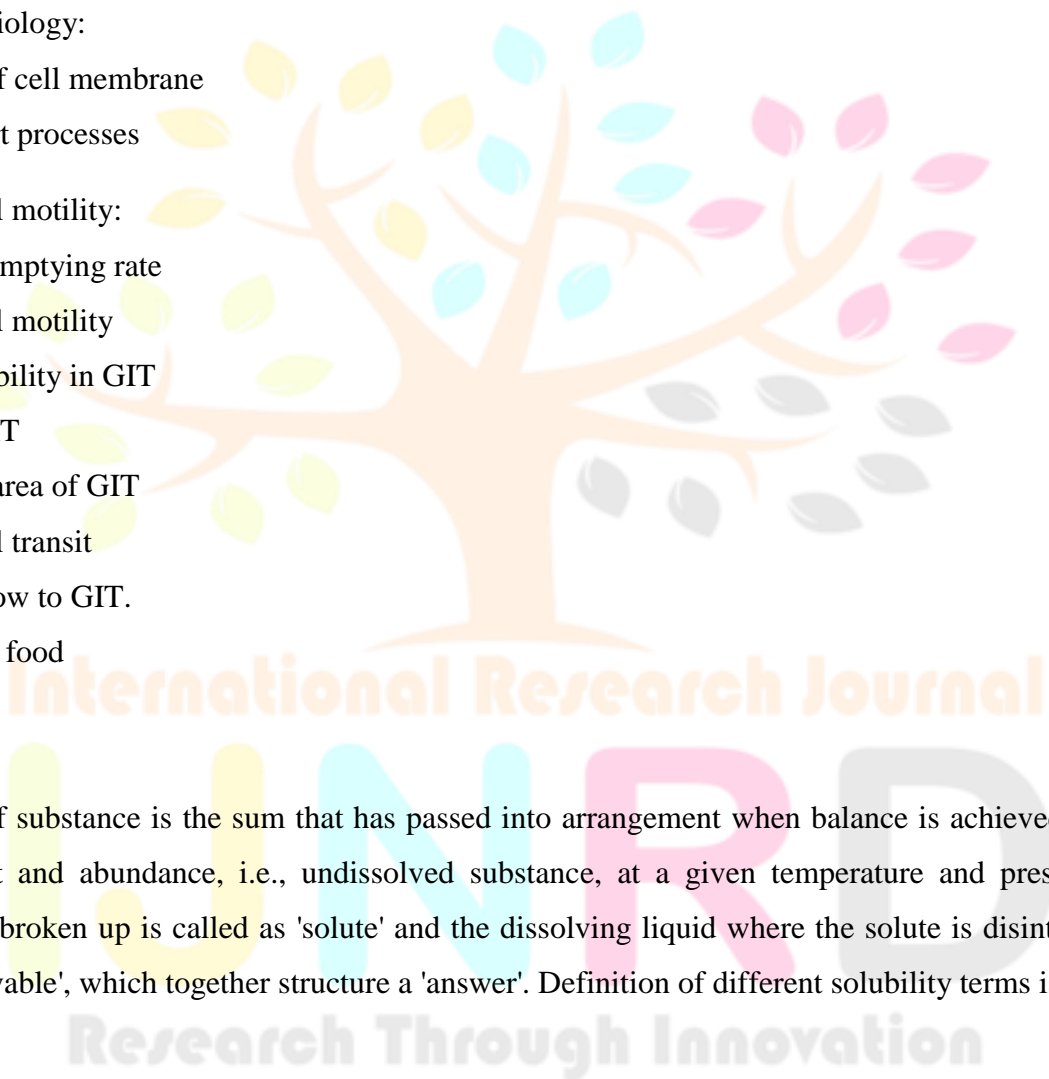 iology:
f cell membrane
t processes
l motility:
mptying rate
l motility
bility in GIT
T
area of GIT
l transit
ow to GIT.
food
International Research Journal
IJNRD
f substance is the sum that has passed into arrangement when balance is achieve
t and abundance, i.e., undissolved substance, at a given temperature and pres
broken up is called as 'solute' and the dissolving liquid where the solute is disint
vable', which together structure a 'answer'. Definition of different solubility terms i
Research Through Innovation